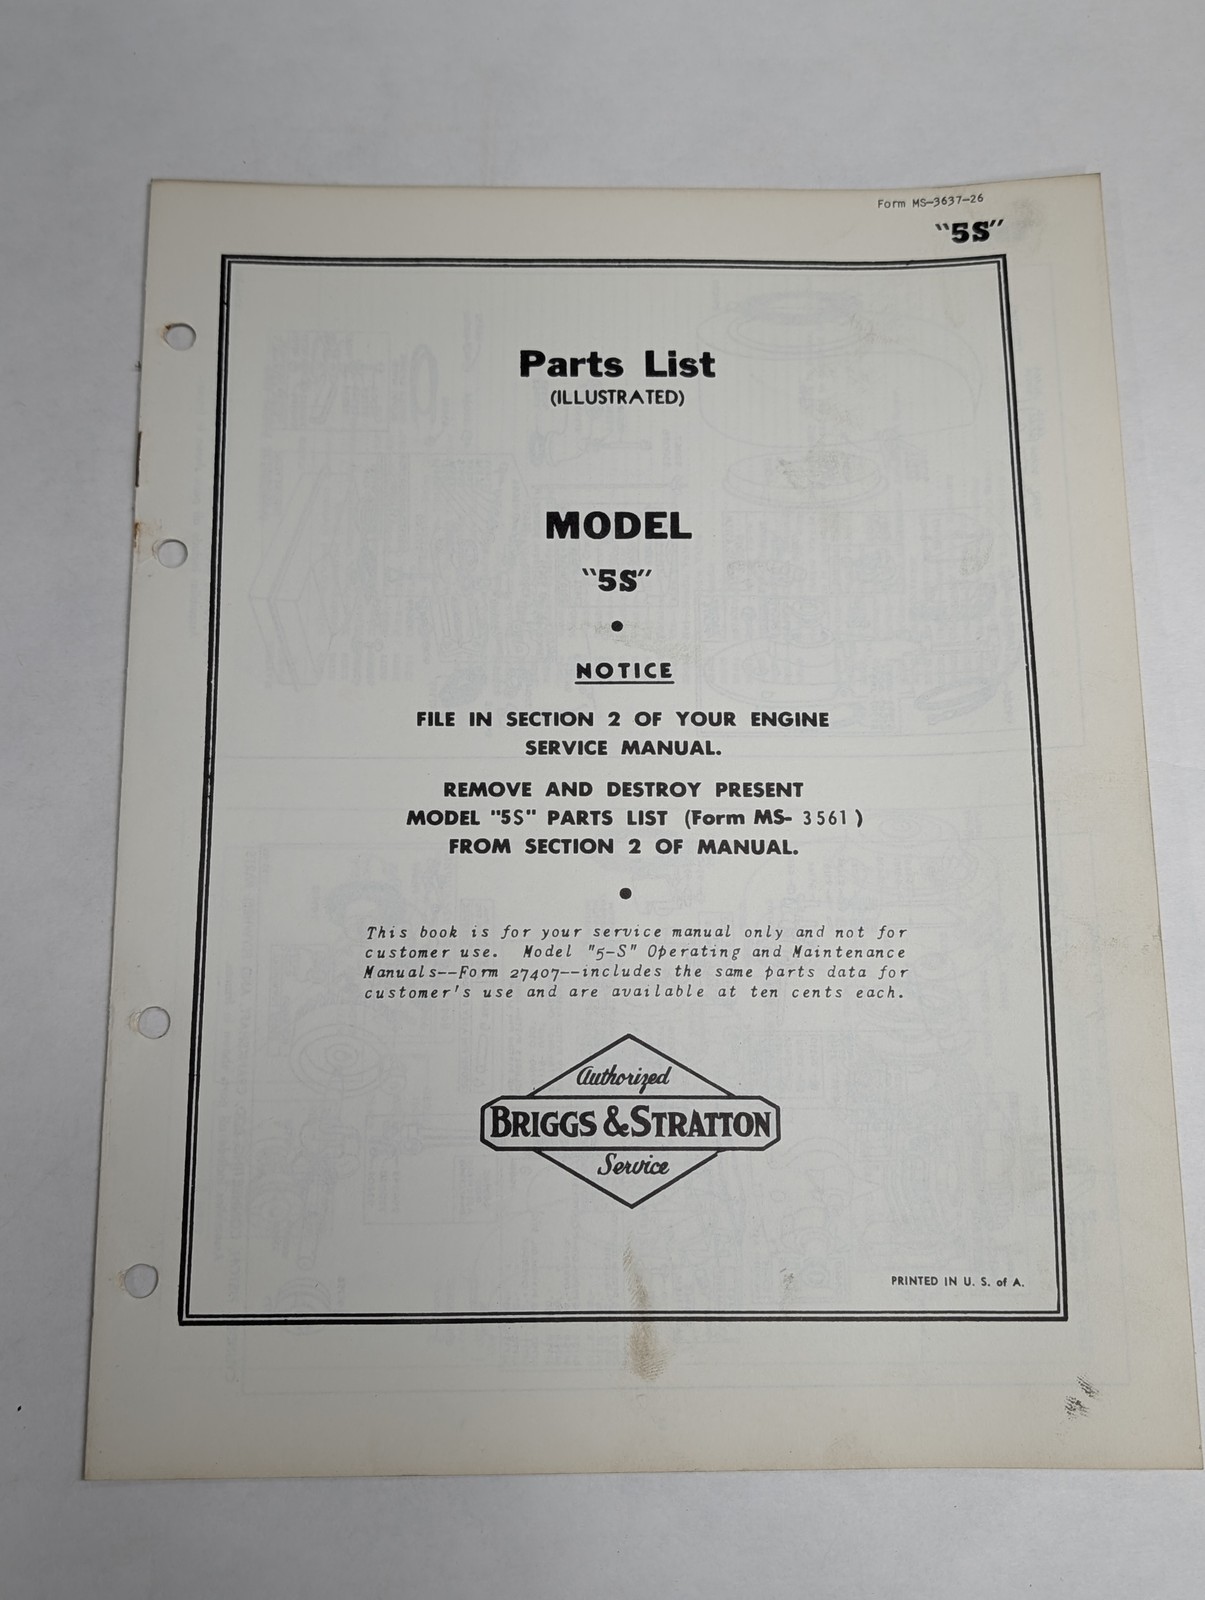 Form MS-3637-26
"5S"
Parts List
(ILLUSTRATED)
MODEL
"5S"
NOTICE
FILE IN SECTION 2 OF YOUR ENGINE
SERVICE MANUAL.
REMOVE AND DESTROY PRESENT
MODEL "5S" PARTS LIST (Form MS- 3561)
FROM SECTION 2 OF MANUAL.
This book is for your service manual only and not for
customer use. Model "5-S" Operating and Maintenance
Manuals--Form 27407--includes the same parts data for
customer's use and are available at ten cents each.
Authorized
BRIGGS & STRATTON
Service
PRINTED IN U. S. of A.